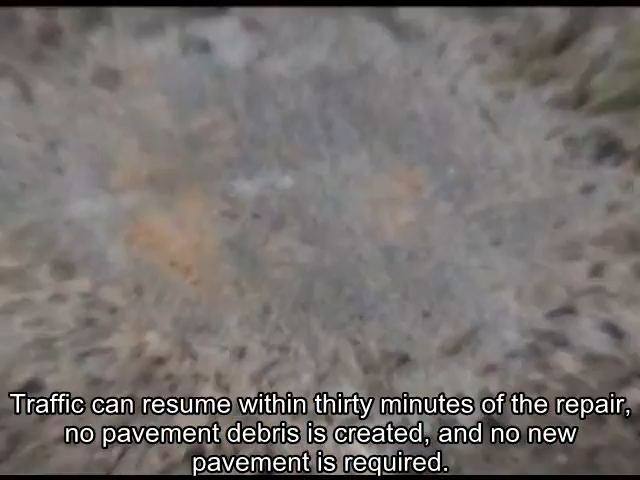 Traffic can resume within thirty minutes of the repair,
no pavement debris is created, and no new
pavement is required.